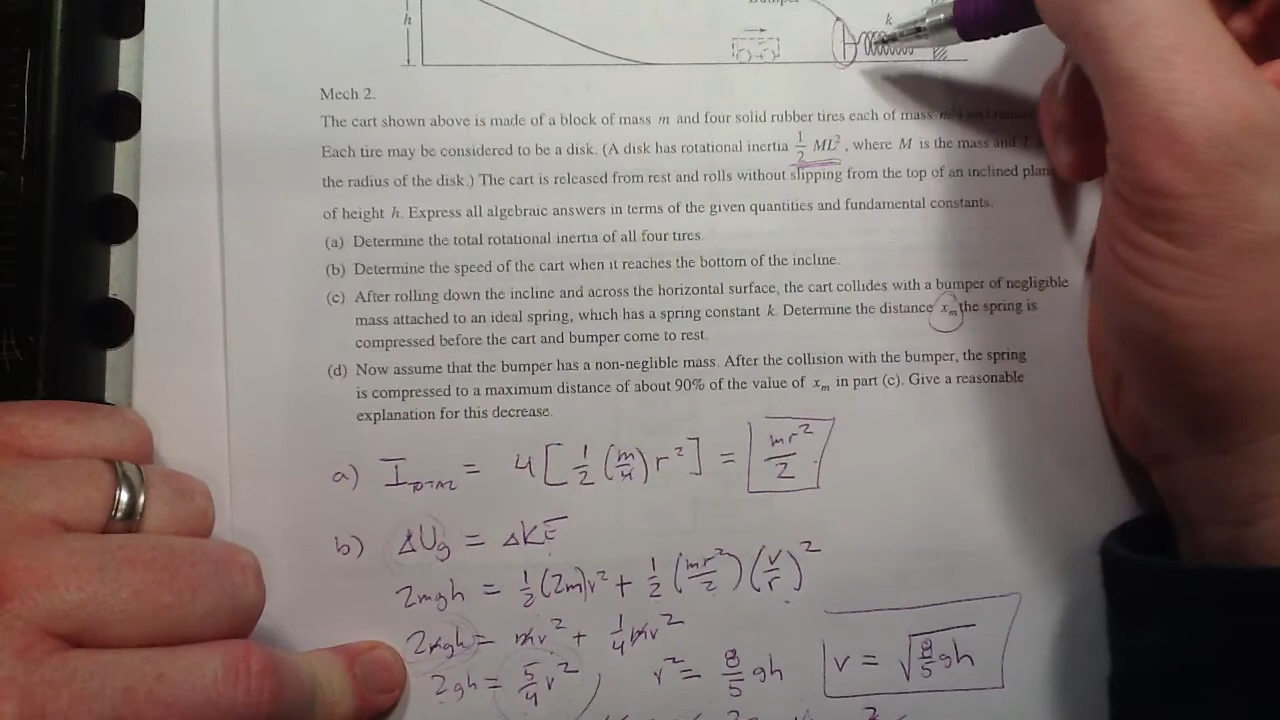 h
k
Mech 2.
The cart shown above is made of a block of mass m and four solid rubber tires each of mass
Each tire may be considered to be a disk. (A disk has rotational inertia 1/2 ML², where M is the mass and
the radius of the disk.) The cart is released from rest and rolls without slipping from the top of an inclined
of height h. Express all algebraic answers in terms of the given quantities and fundamental constants.
(a) Determine the total rotational inertia of all four tires.
(b) Determine the speed of the cart when it reaches the bottom of the incline.
(c) After rolling down the incline and across the horizontal surface, the cart collides with a bumper of negligible
mass attached to an ideal spring, which has a spring constant k. Determine the distance xₘ the spring is
compressed before the cart and bumper come to rest.
(d) Now assume that the bumper has a non-neglible mass. After the collision with the bumper, the spring
is compressed to a maximum distance of about 90% of the value of xₘ in part (c). Give a reasonable
explanation for this decrease.
a) I TOTAL = 4[1/2 (m/4) r²] = mr²/2
b) ΔUg = ΔKE
2mgh = 1/2 (2m)v² + 1/2 (mr²/2)(v/r)²
2mgh = mv² + 1/4 mv²
2gh = 5/4 v² v² = 8/5 gh v = √(8/5 gh)